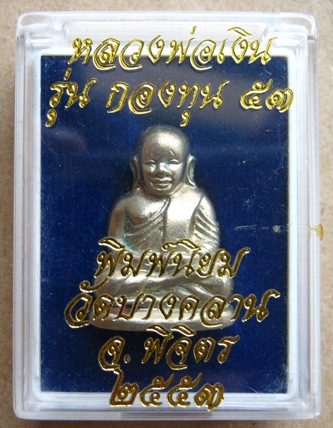 หลวงพ่อเงิน
รุ่น กองทุน ๕๓
พิมพ์นิยม
วัดบางคลาน
จ. พิจิตร
๒๕๕๓